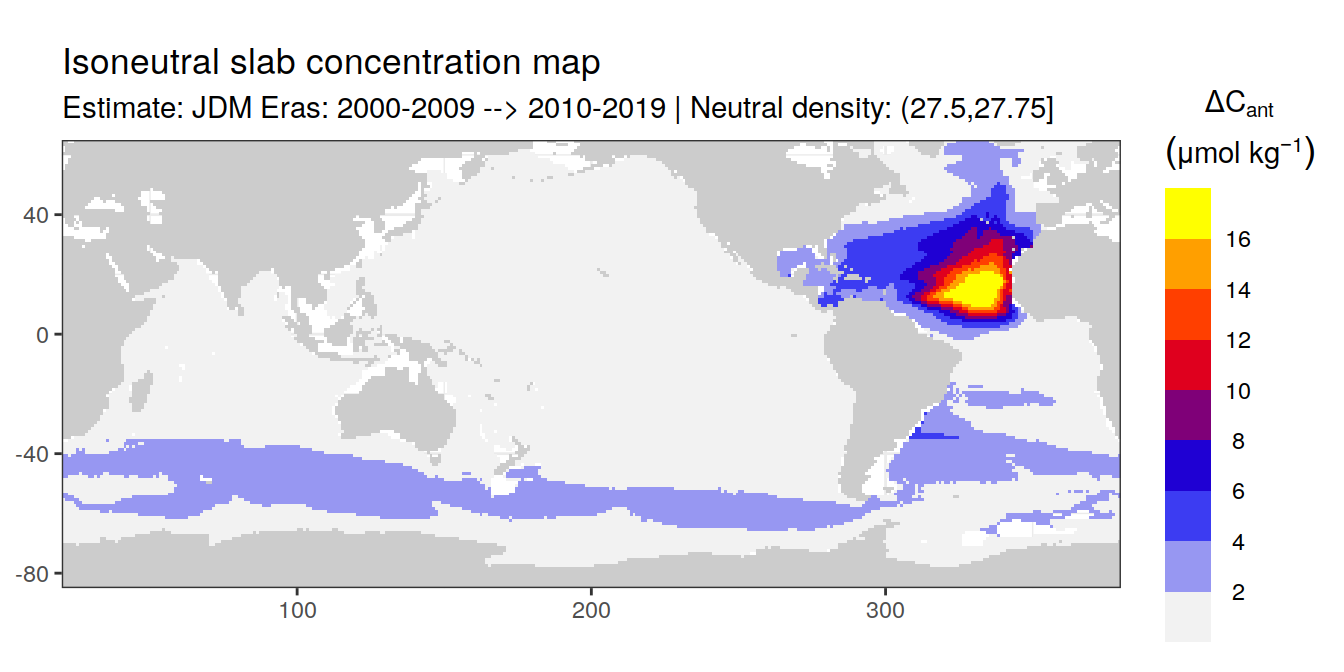 Isoneutral slab concentration map
Estimate: JDM Eras: 2000-2009 --> 2010-2019 | Neutral density: (27.5,27.75]
ΔCant
(μmol kg⁻¹)
16
14
12
10
8
6
4
2
40
0
-40
-80
100 200 300